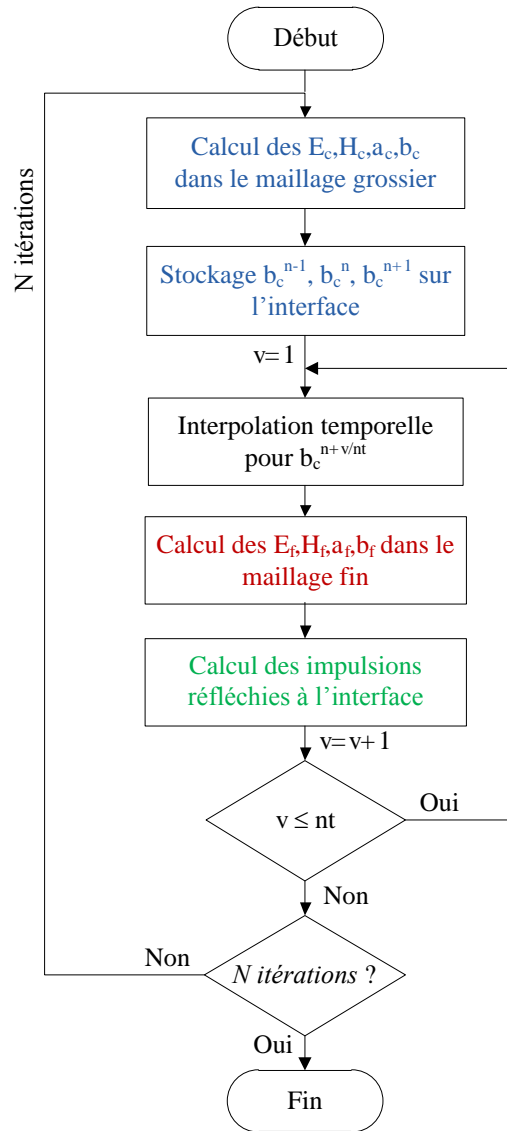 Début
N itérations
Calcul des E_c,H_c,a_c,b_c
dans le maillage grossier
Stockage b_c^{n-1}, b_c^n, b_c^{n+1} sur
l'interface
v=1
Interpolation temporelle
pour b_c^{n+v/nt}
Calcul des E_f,H_f,a_f,b_f dans le
maillage fin
Calcul des impulsions
réfléchies à l'interface
v=v+1
v ≤ nt
Oui
Non
N itérations ?
Non
Oui
Fin